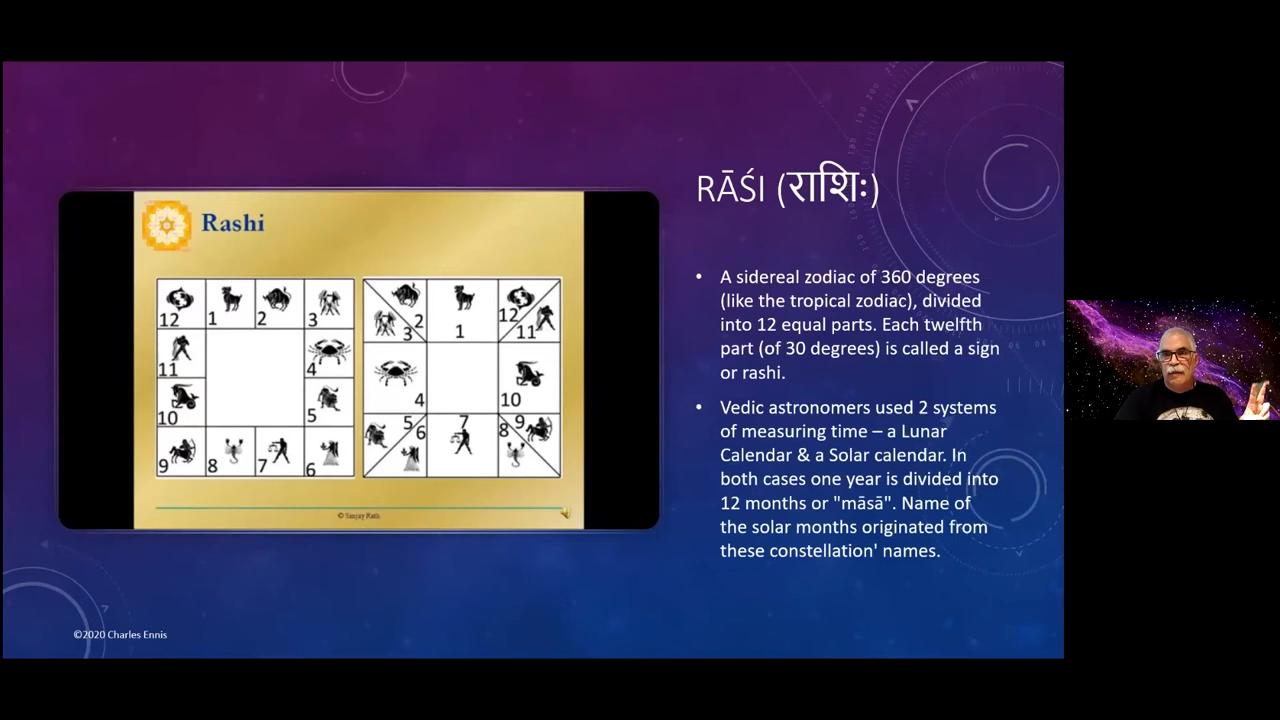 Rashi
12
1
2
3
11
4
10
5
9
8
7
6
2
3
1
12
11
4
10
5
6
7
8
9
© Sanjay Rath
RĀŚI (राशिः)
• A sidereal zodiac of 360 degrees
(like the tropical zodiac), divided
into 12 equal parts. Each twelfth
part (of 30 degrees) is called a sign
or rashi.
• Vedic astronomers used 2 systems
of measuring time – a Lunar
Calendar & a Solar calendar. In
both cases one year is divided into
12 months or "māsā". Name of
the solar months originated from
these constellation' names.
©2020 Charles Ennis